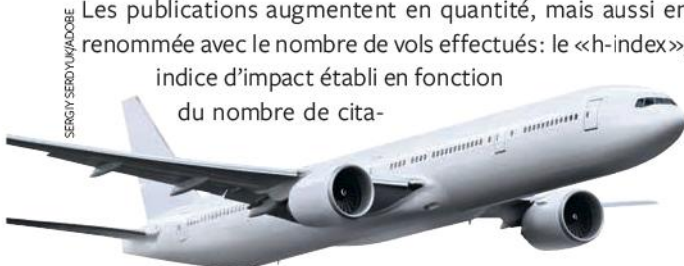 SERGIY SERDYUK/ADOBE
Les publications augmentent en quantité, mais aussi en
renommée avec le nombre de vols effectués: le «h-index»,
indice d'impact établi en fonction
du nombre de cita-